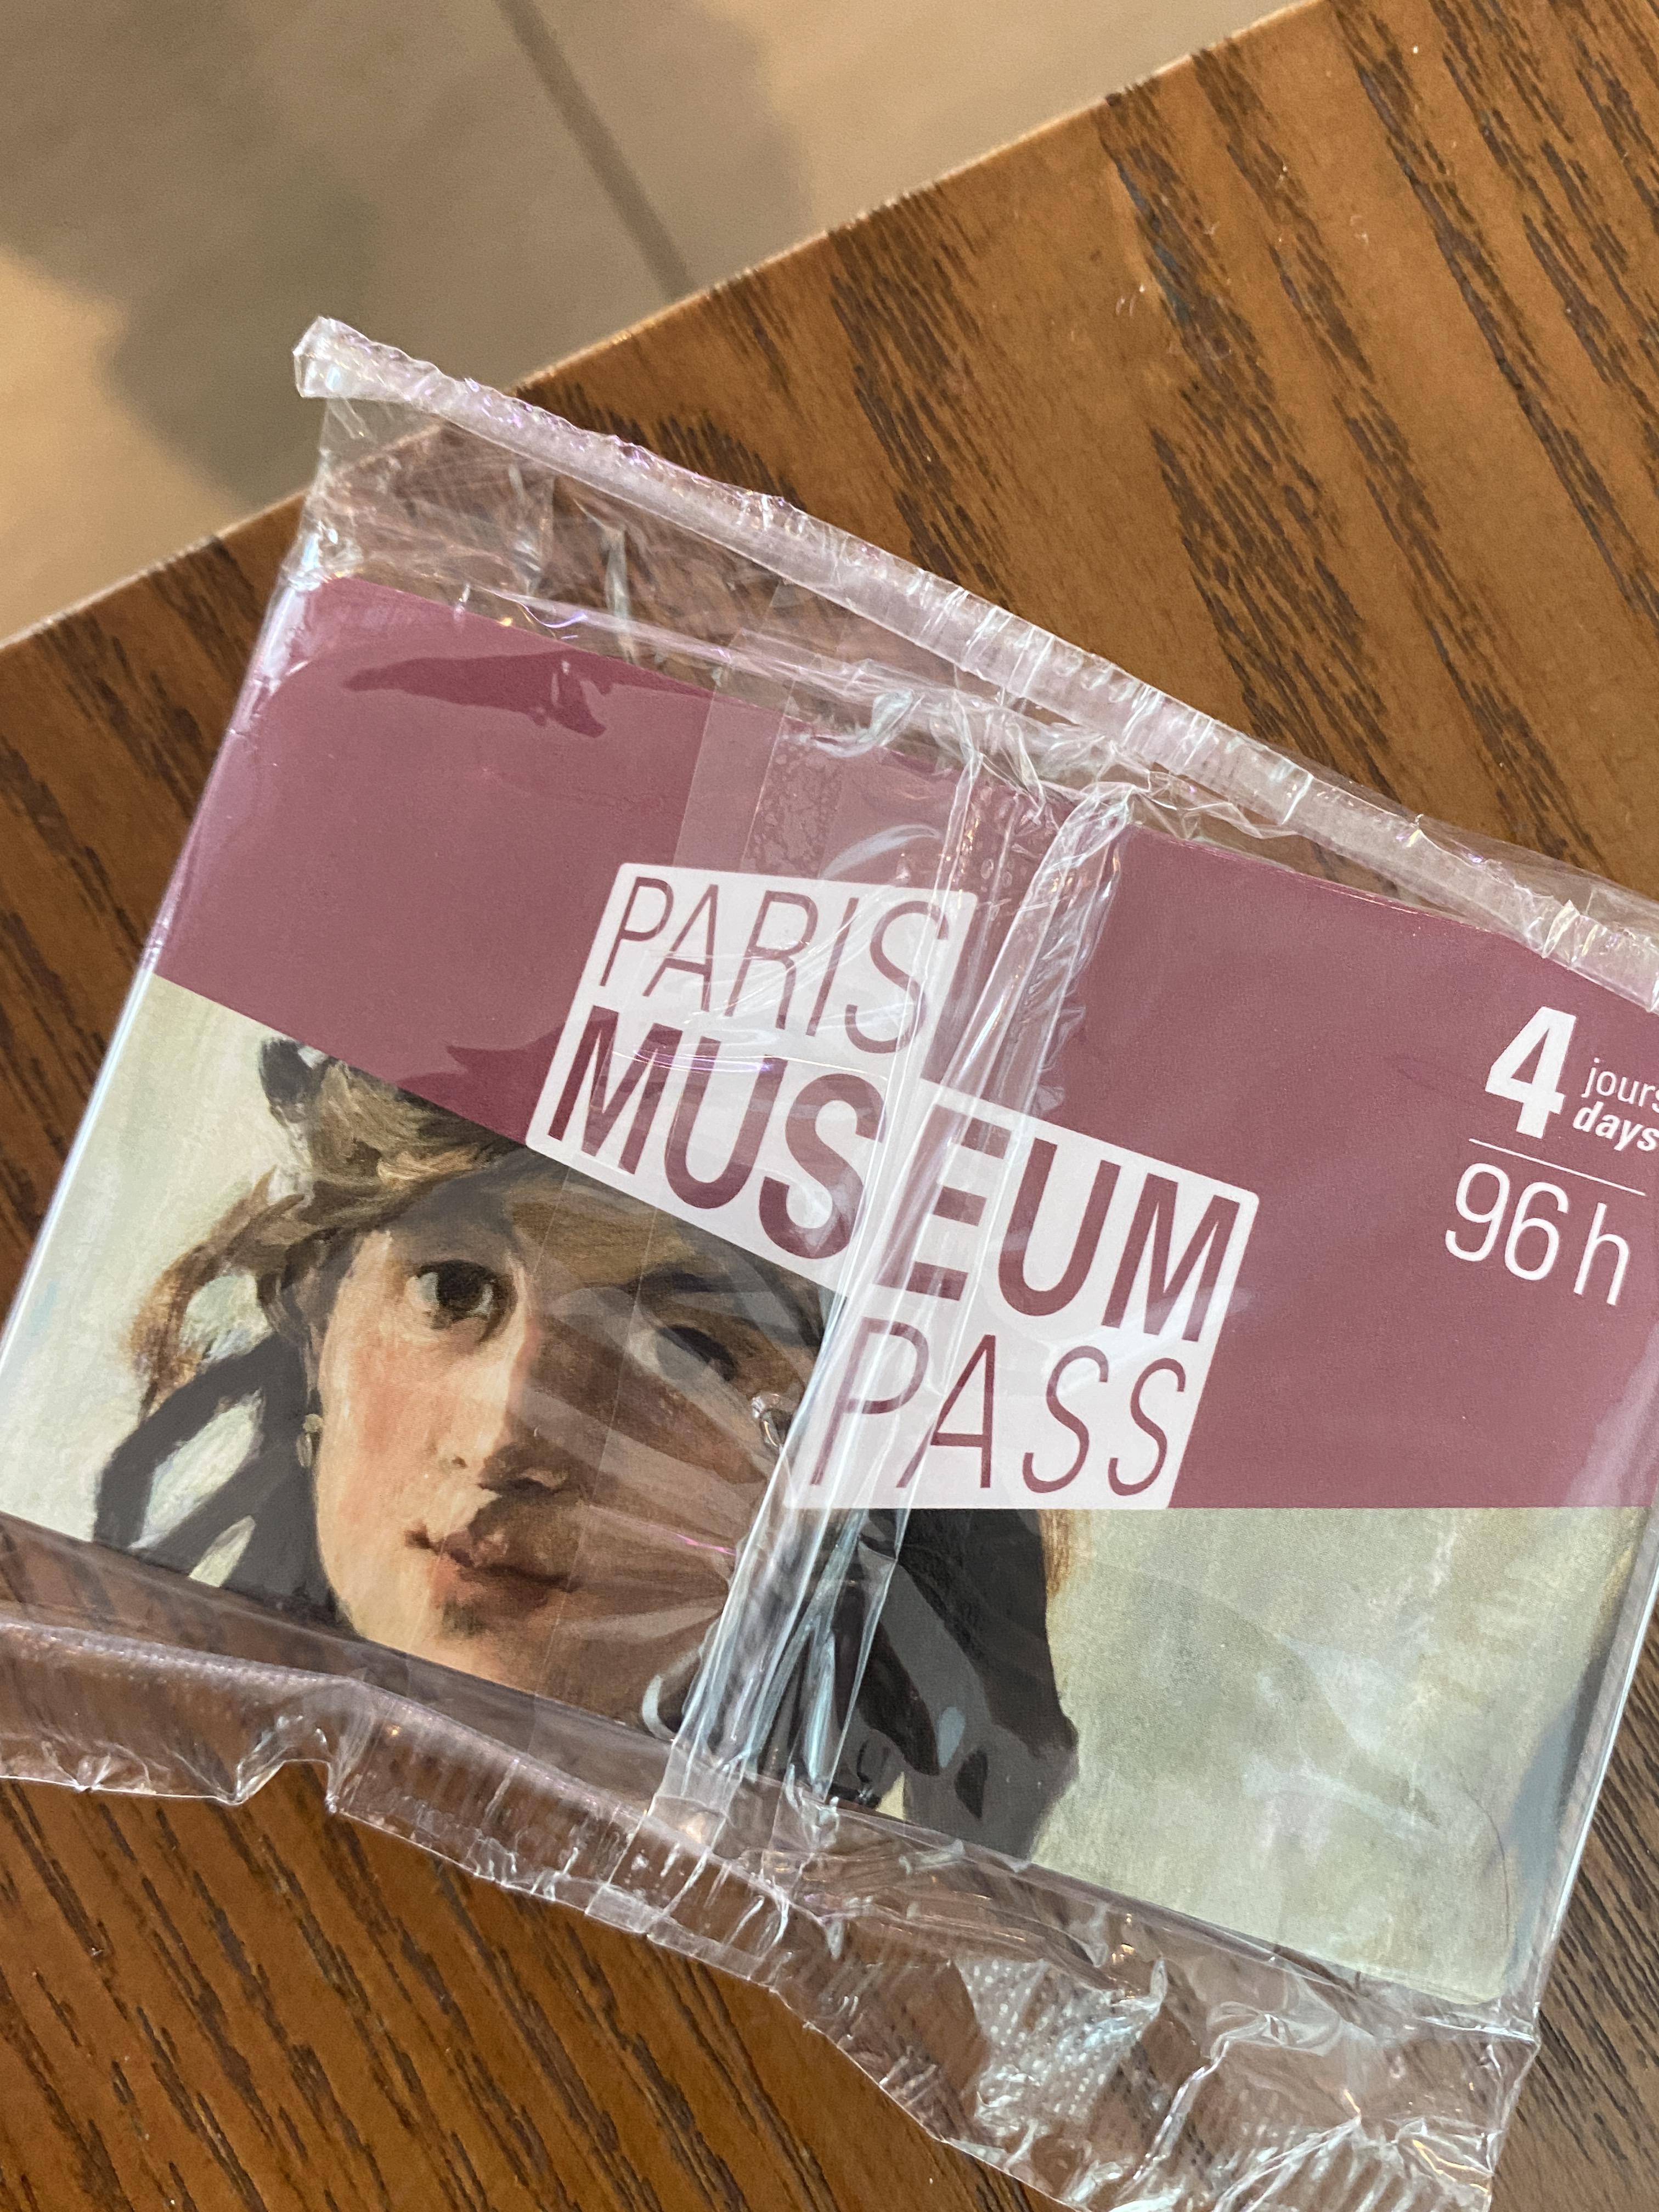 PARIS
MUSEUM
PASS
4 jours
days
96 h